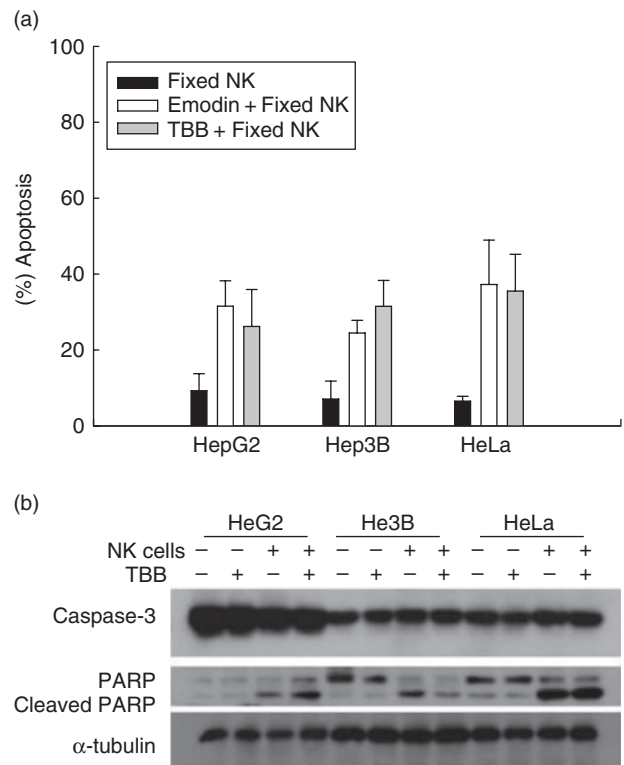 (a)
100
80
60
40
20
0
(%) Apoptosis
Fixed NK
Emodin + Fixed NK
TBB + Fixed NK
HepG2 Hep3B HeLa
(b)
HeG2 He3B HeLa
NK cells – – + + – – + + – – + +
TBB – + – + – + – + – + – +
Caspase-3
PARP
Cleaved PARP
α-tubulin